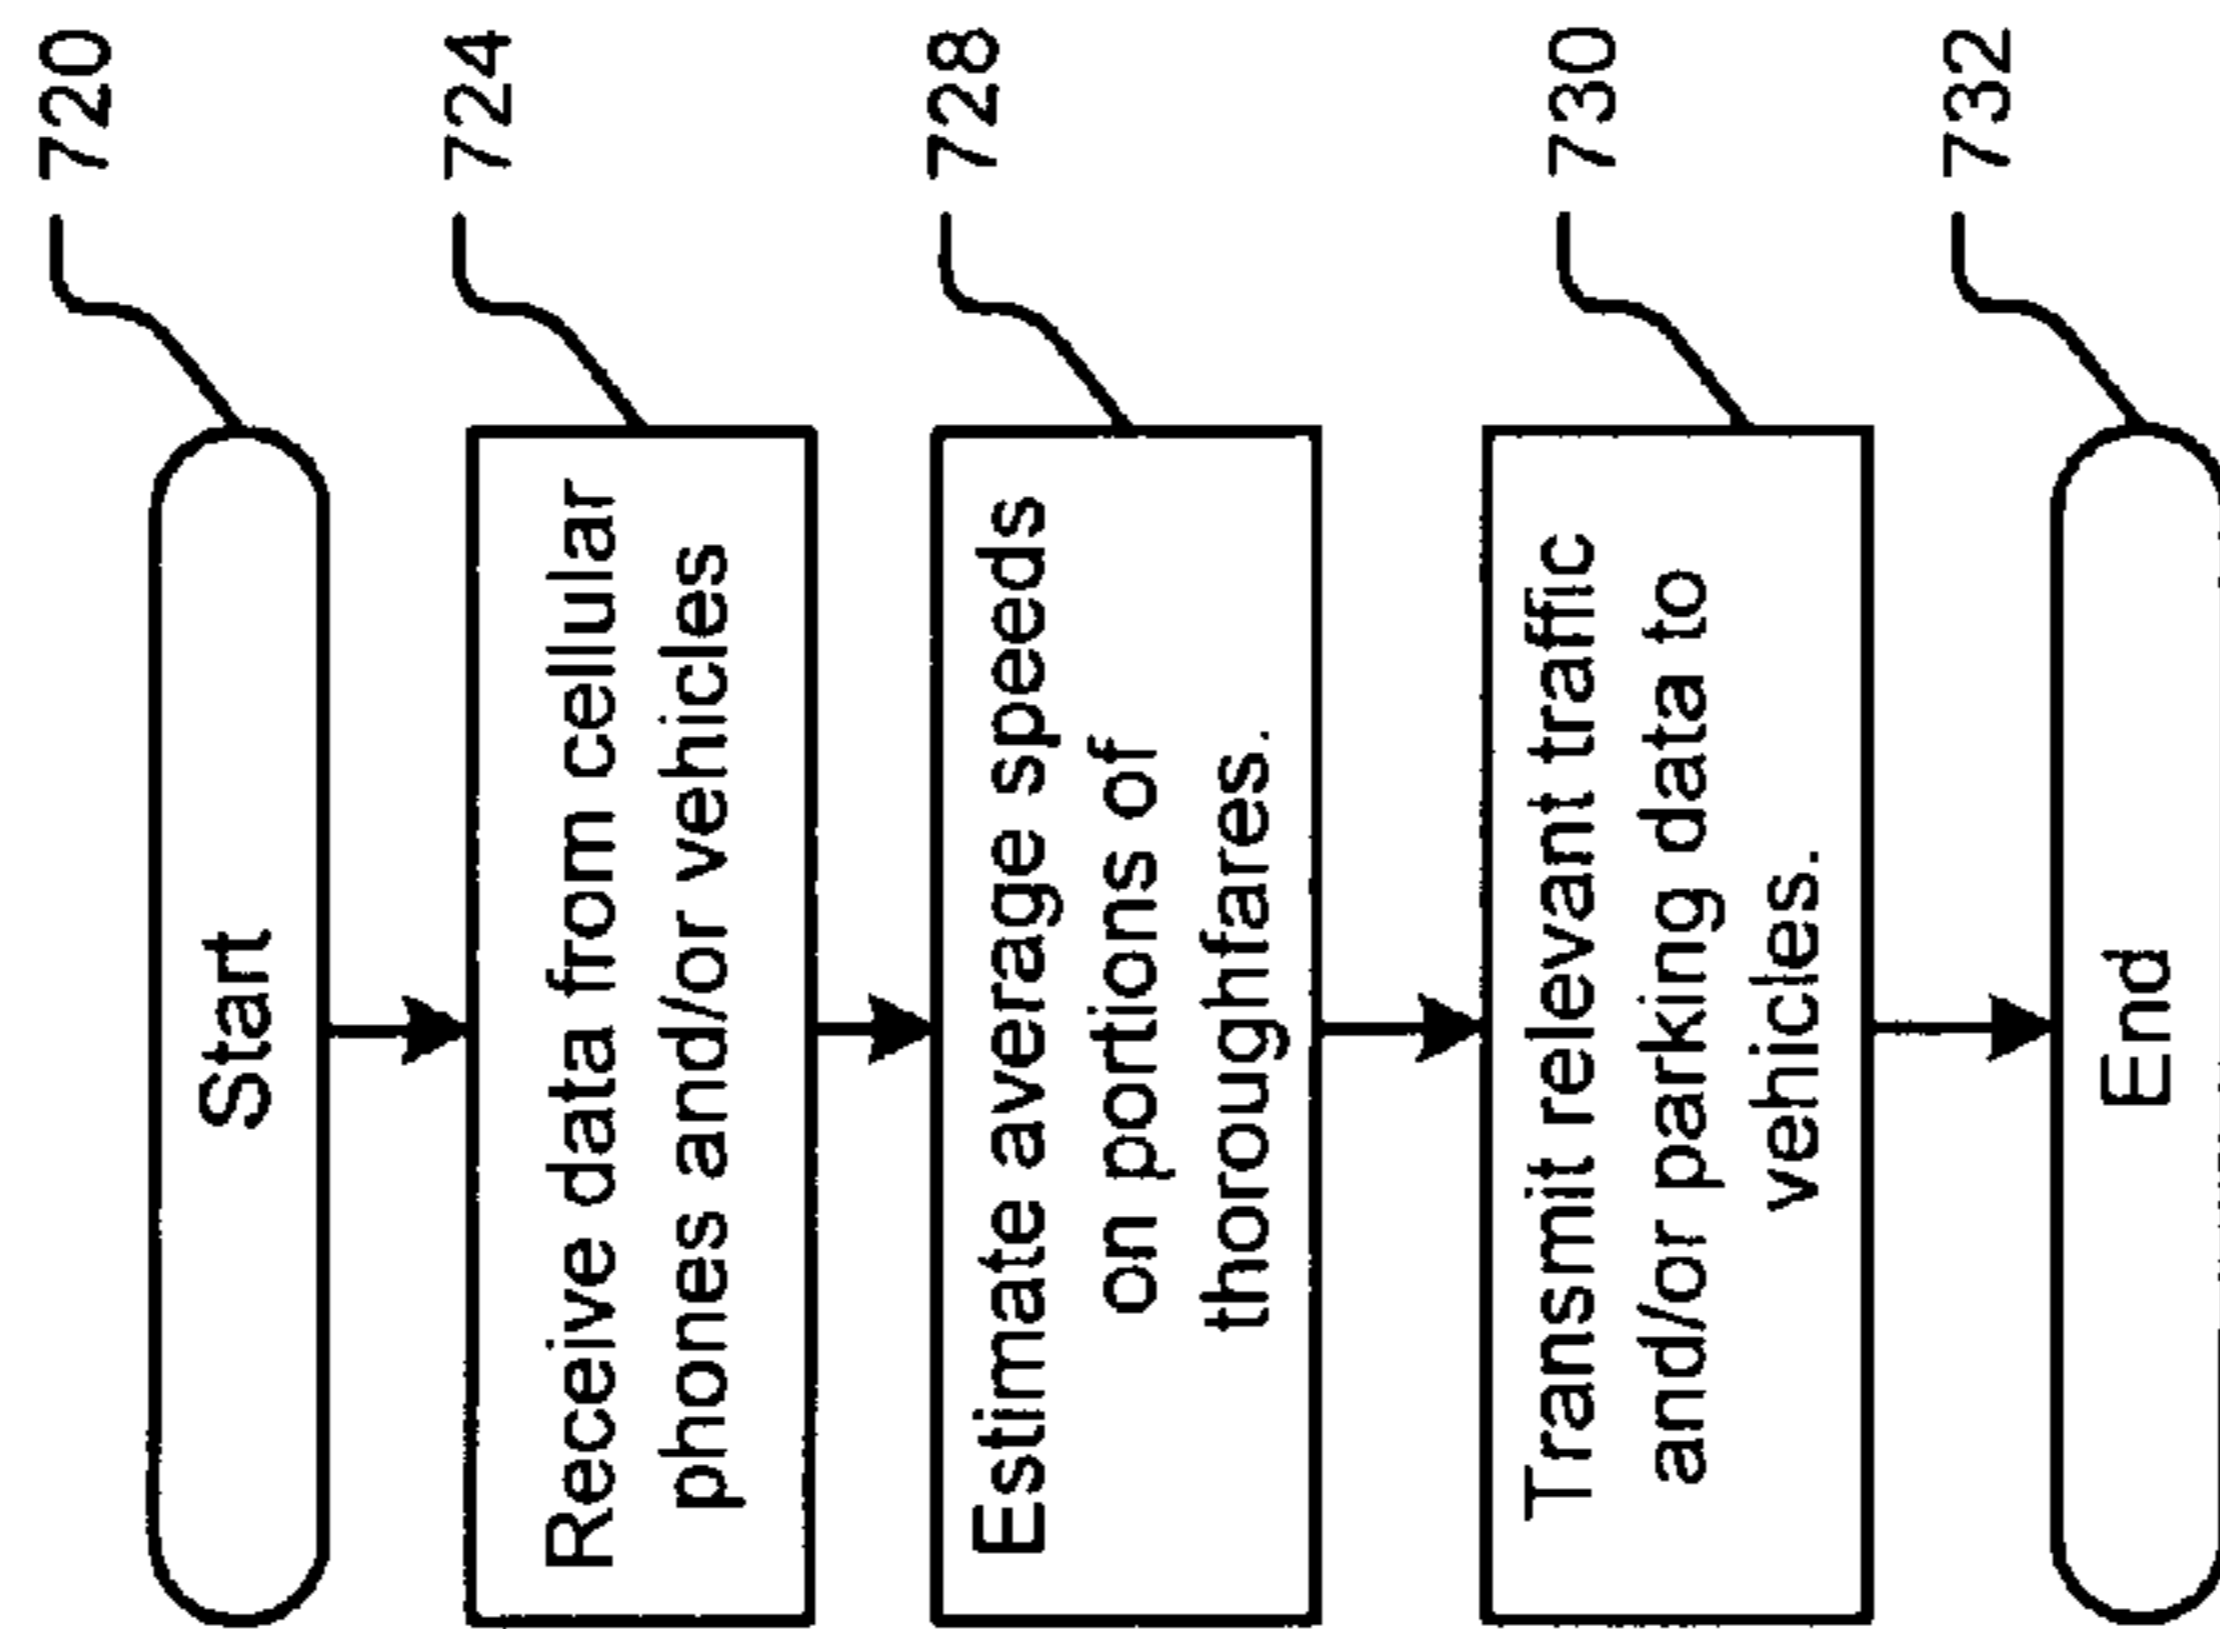 Start
720
Receive data from cellular
phones and/or vehicles
724
Estimate average speeds
on portions of
thoroughfares.
728
Transmit relevant traffic
and/or parking data to
vehicles.
730
End
732